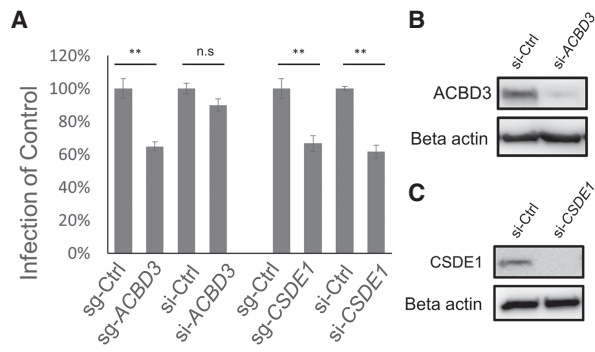 A
120%
100%
80%
60%
40%
20%
0%
Infection of Control
**
n.s
**
**
sg-Ctrl
sg-ACBD3
si-Ctrl
si-ACBD3
sg-Ctrl
sg-CSDE1
si-Ctrl
si-CSDE1
B
si-Ctrl
si-ACBD3
ACBD3
Beta actin
C
si-Ctrl
si-CSDE1
CSDE1
Beta actin